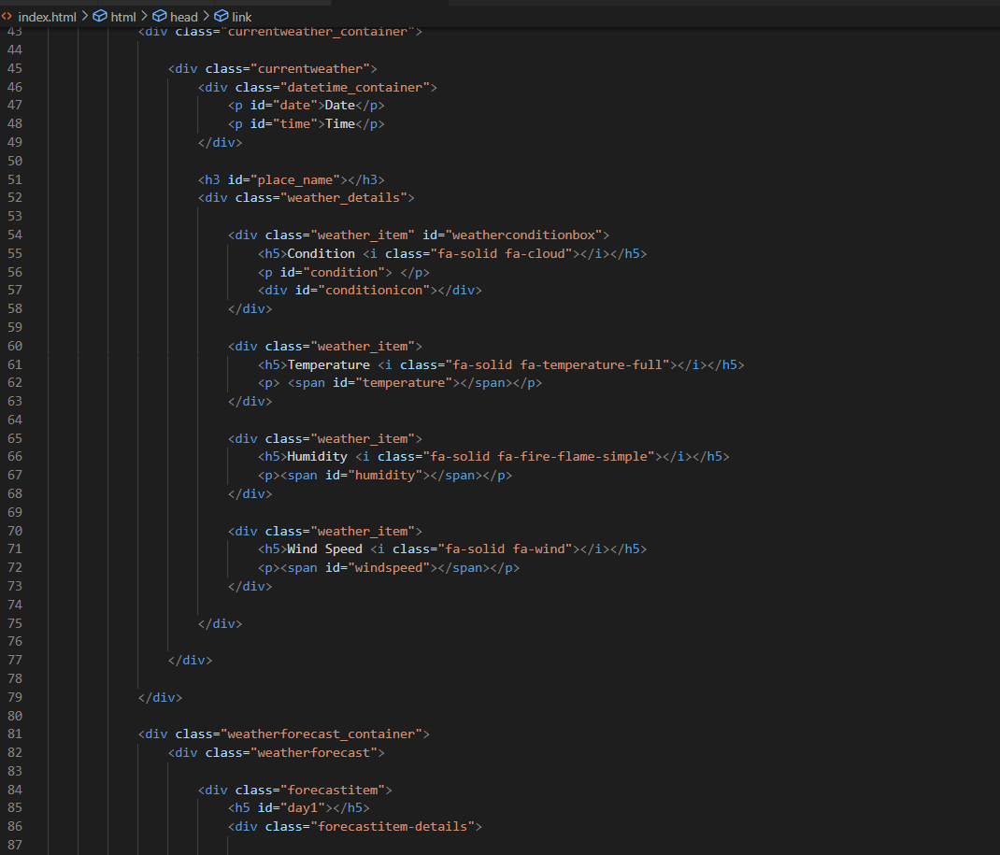 index.html > html > head > link
43 <div class="currentweather_container">
44
45 <div class="currentweather">
46 <div class="datetime_container">
47 <p id="date">Date</p>
48 <p id="time">Time</p>
49 </div>
50
51 <h3 id="place_name"></h3>
52 <div class="weather_details">
53
54 <div class="weather_item" id="weatherconditionbox">
55 <h5>Condition <i class="fa-solid fa-cloud"></i></h5>
56 <p id="condition"> </p>
57 <div id="conditionicon"></div>
58 </div>
59
60 <div class="weather_item">
61 <h5>Temperature <i class="fa-solid fa-temperature-full"></i></h5>
62 <p> <span id="temperature"></span></p>
63 </div>
64
65 <div class="weather_item">
66 <h5>Humidity <i class="fa-solid fa-fire-flame-simple"></i></h5>
67 <p><span id="humidity"></span></p>
68 </div>
69
70 <div class="weather_item">
71 <h5>Wind Speed <i class="fa-solid fa-wind"></i></h5>
72 <p><span id="windspeed"></span></p>
73 </div>
74
75 </div>
76
77 </div>
78
79 </div>
80
81 <div class="weatherforecast_container">
82 <div class="weatherforecast">
83
84 <div class="forecastitem">
85 <h5 id="day1"></h5>
86 <div class="forecastitem-details">
87